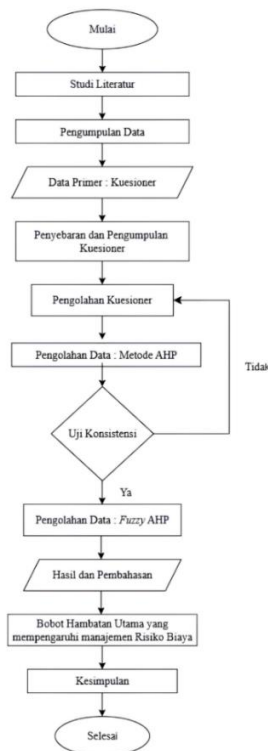 Mulai
Studi Literatur
Pengumpulan Data
Data Primer : Kuesioner
Penyebaran dan Pengumpulan
Kuesioner
Pengolahan Kuesioner
Pengolahan Data : Metode AHP
Tidak
Uji Konsistensi
Ya
Pengolahan Data : Fuzzy AHP
Hasil dan Pembahasan
Bobot Hambatan Utama yang
mempengaruhi manajemen Risiko Biaya
Kesimpulan
Selesai